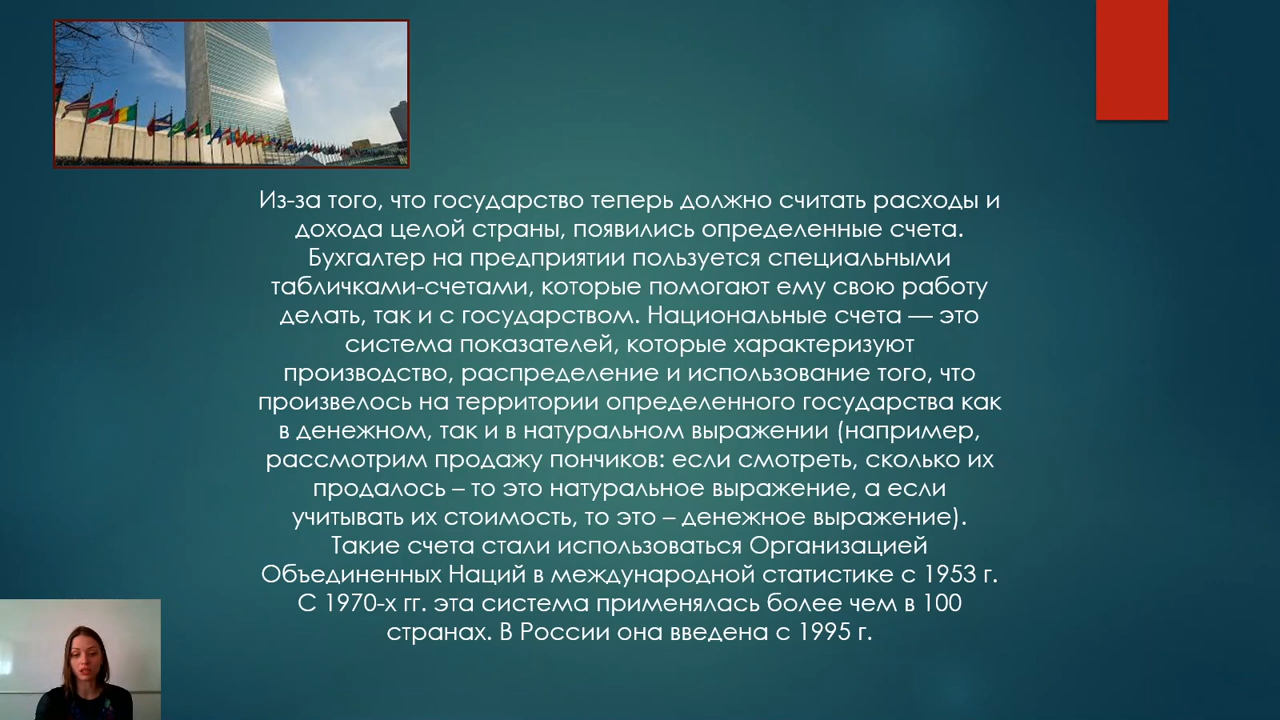 Из-за того, что государство теперь должно считать расходы и
дохода целой страны, появились определенные счета.
Бухгалтер на предприятии пользуется специальными
табличками-счетами, которые помогают ему свою работу
делать, так и с государством. Национальные счета — это
система показателей, которые характеризуют
производство, распределение и использование того, что
произвелось на территории определенного государства как
в денежном, так и в натуральном выражении (например,
рассмотрим продажу пончиков: если смотреть, сколько их
продалось – то это натуральное выражение, а если
учитывать их стоимость, то это – денежное выражение).
Такие счета стали использоваться Организацией
Объединенных Наций в международной статистике с 1953 г.
С 1970-х гг. эта система применялась более чем в 100
странах. В России она введена с 1995 г.